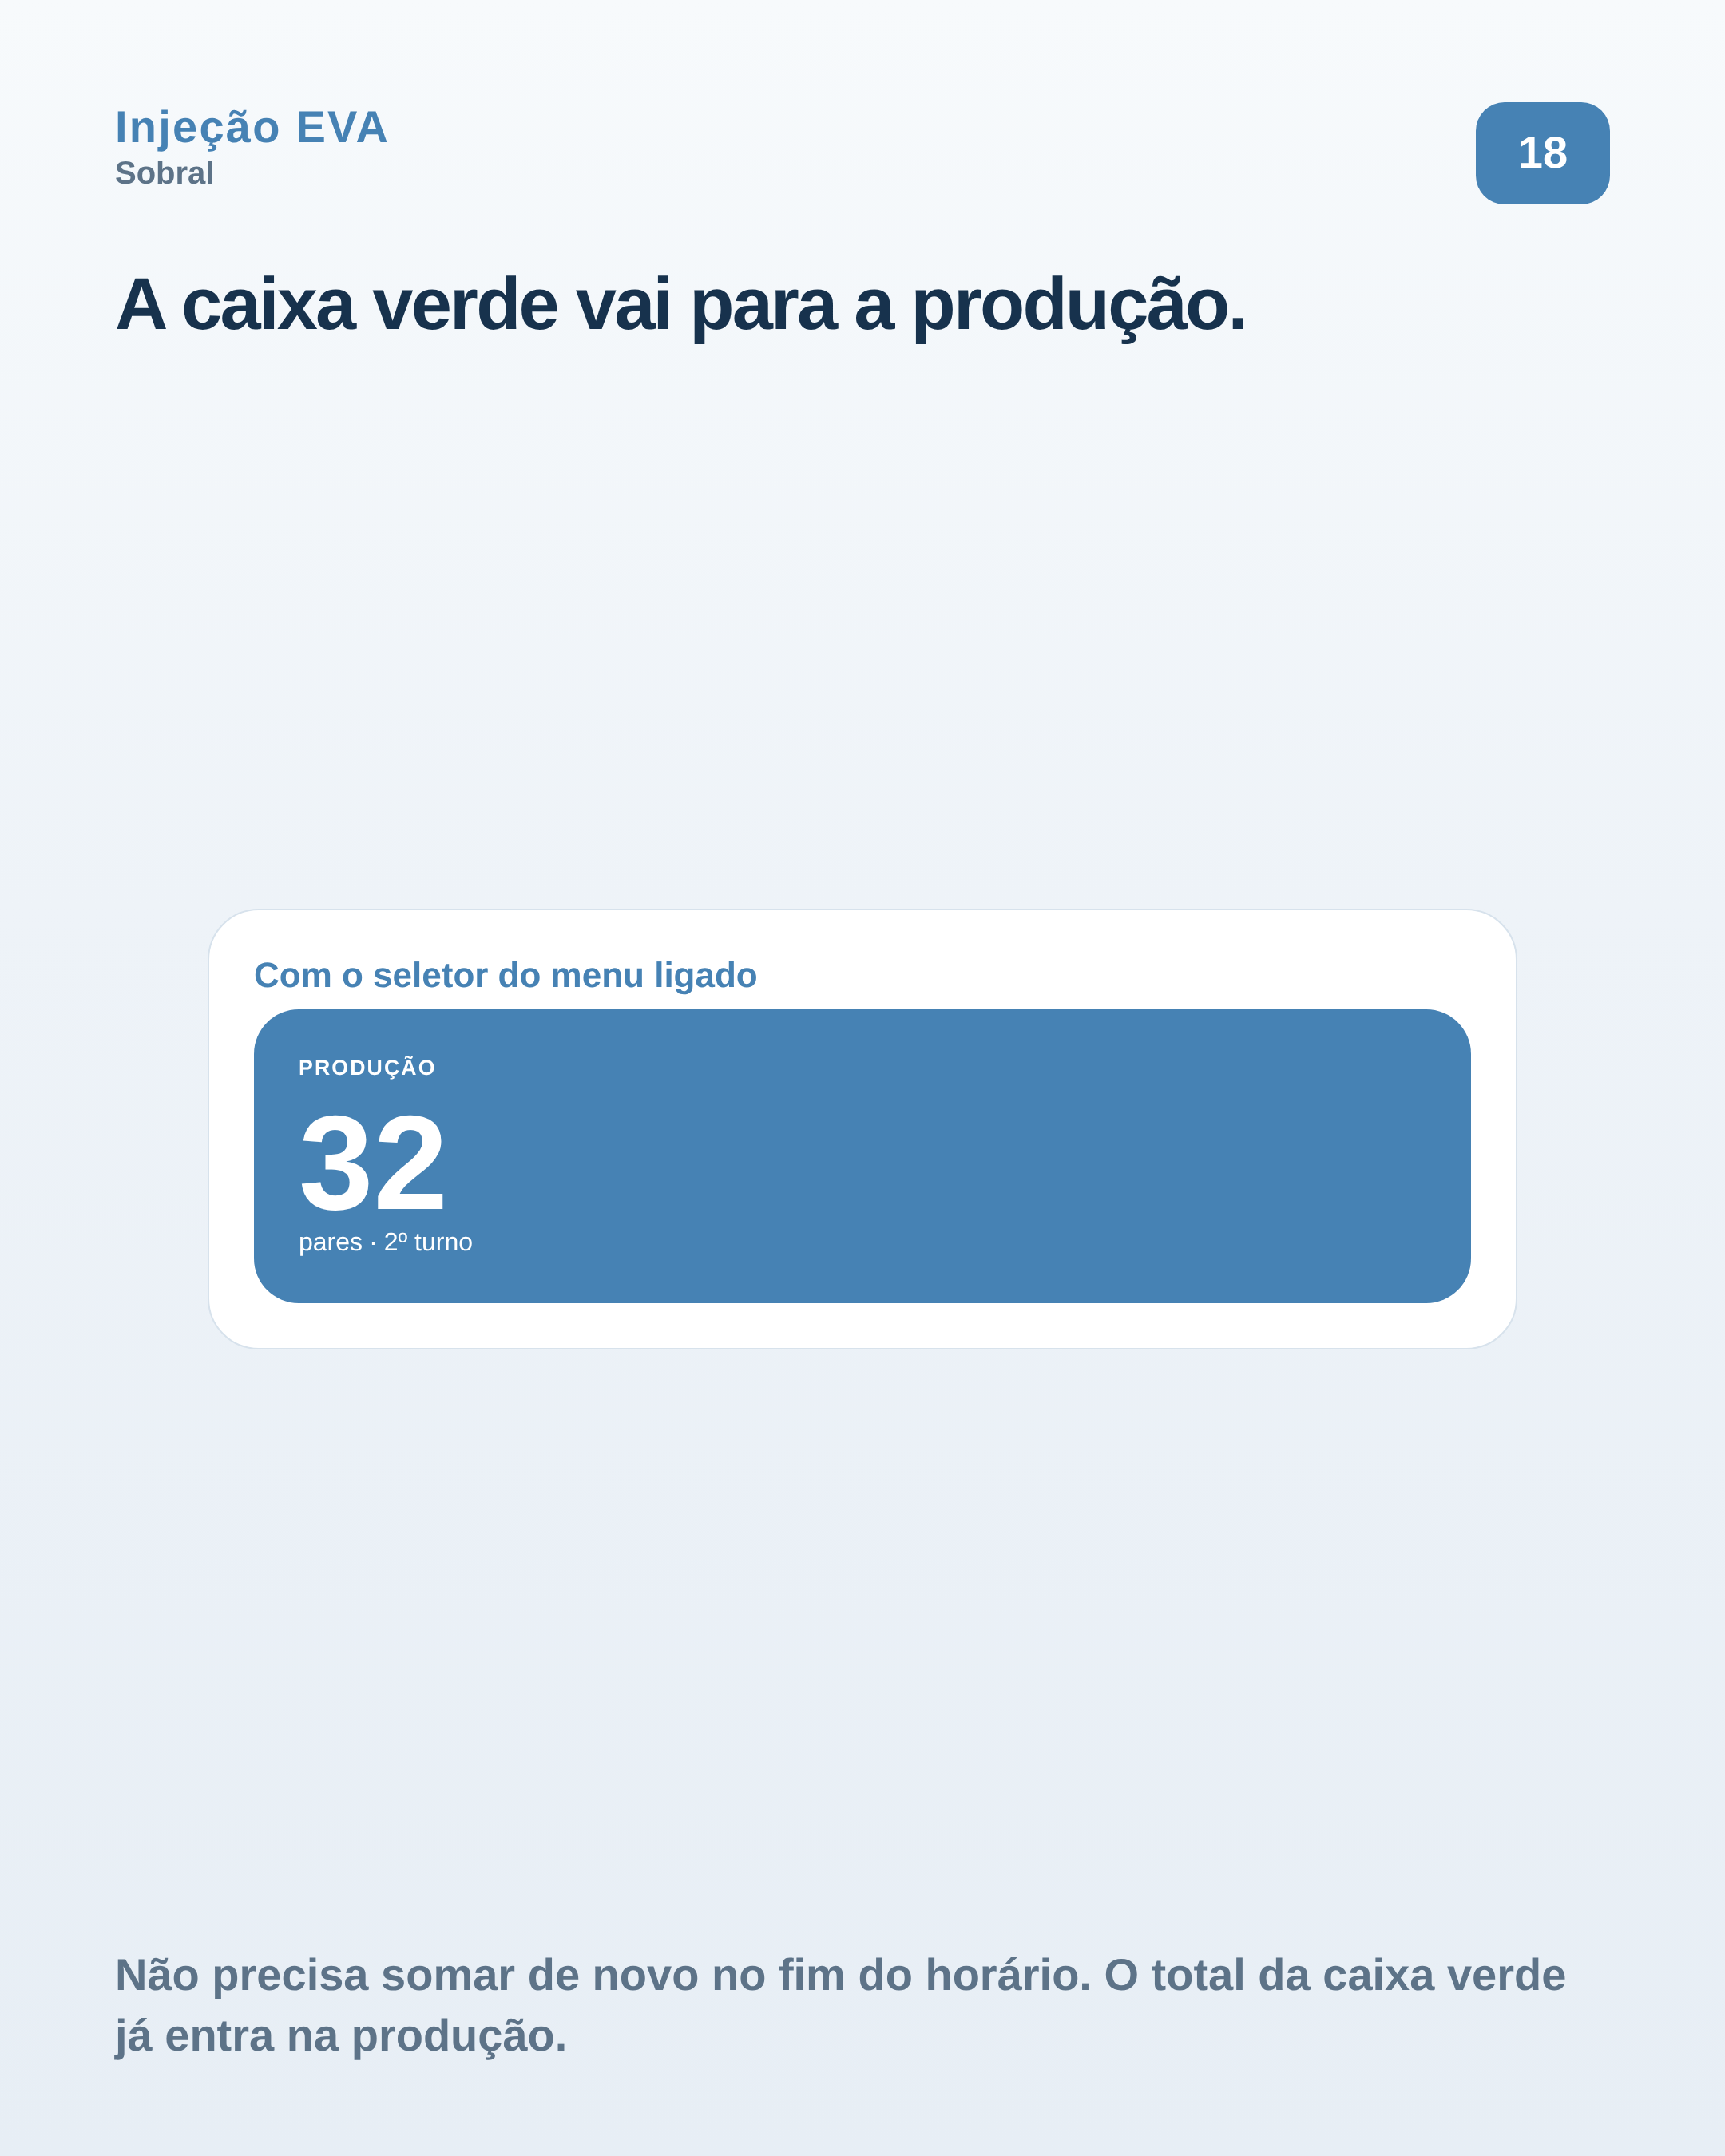 Injeção EVA
Sobral
18
A caixa verde vai para a produção.
Com o seletor do menu ligado
PRODUÇÃO
32
pares · 2º turno
Não precisa somar de novo no fim do horário. O total da caixa verde
já entra na produção.